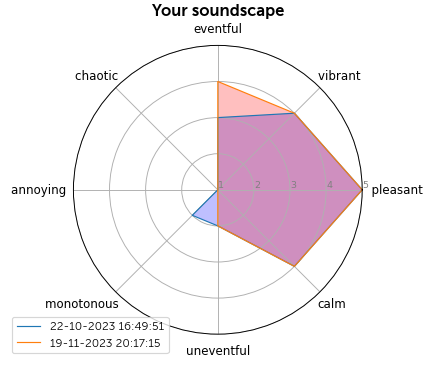 Your soundscape
eventful
chaotic
vibrant
annoying
1 2 3 4 5
pleasant
monotonous
calm
22-10-2023 16:49:51
19-11-2023 20:17:15
uneventful